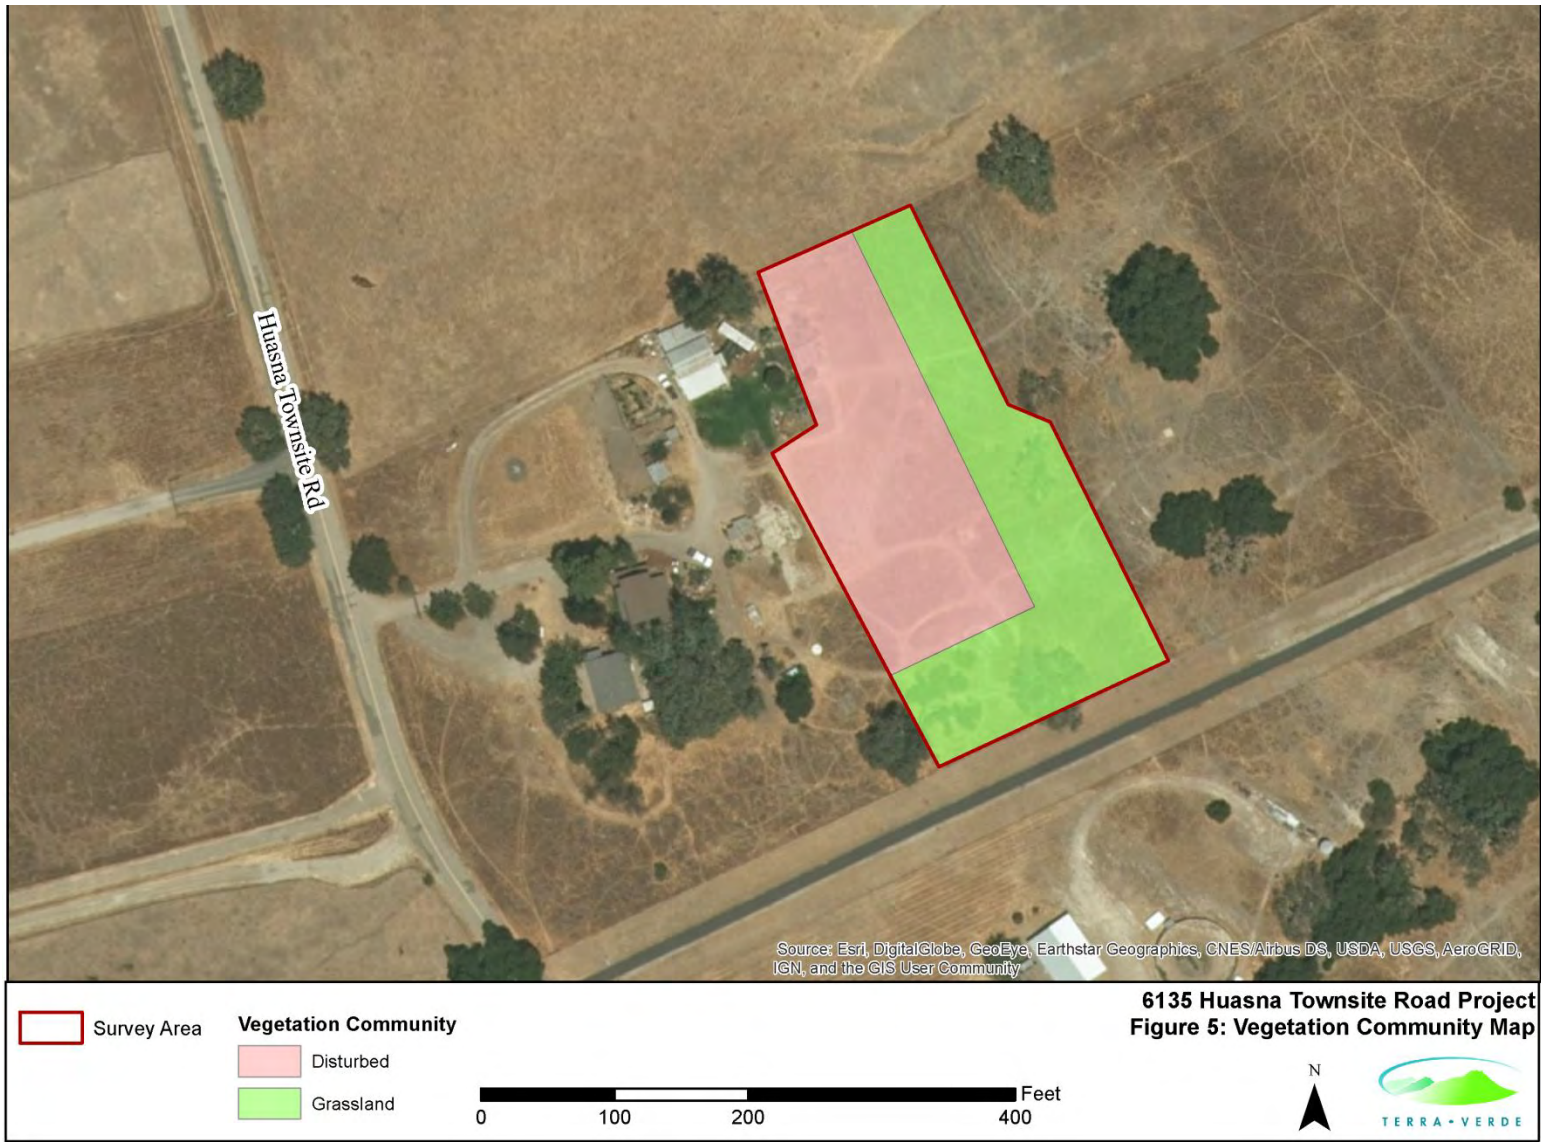 Huasna Townsite Rd
Source: Esri, DigitalGlobe, GeoEye, Earthstar Geographics, CNES/Airbus DS, USDA, USGS, AeroGRID,
IGN, and the GIS User Community
6135 Huasna Townsite Road Project
Figure 5: Vegetation Community Map
Survey Area
Vegetation Community
Disturbed
Grassland
Feet
0 100 200 400
N
TERRA•VERDE